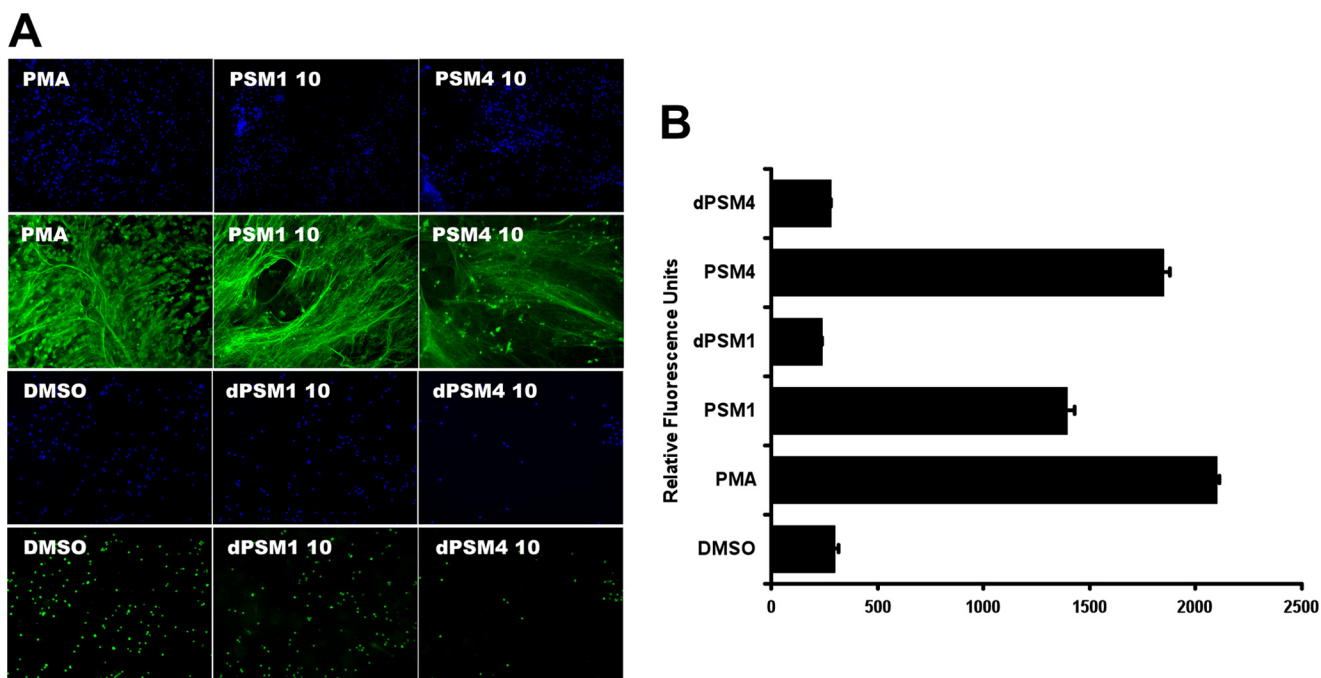 A
PMA PSM1 10 PSM4 10
PMA PSM1 10 PSM4 10
DMSO dPSM1 10 dPSM4 10
DMSO dPSM1 10 dPSM4 10
B
Relative Fluorescence Units
dPSM4
PSM4
dPSM1
PSM1
PMA
DMSO
0 500 1000 1500 2000 2500